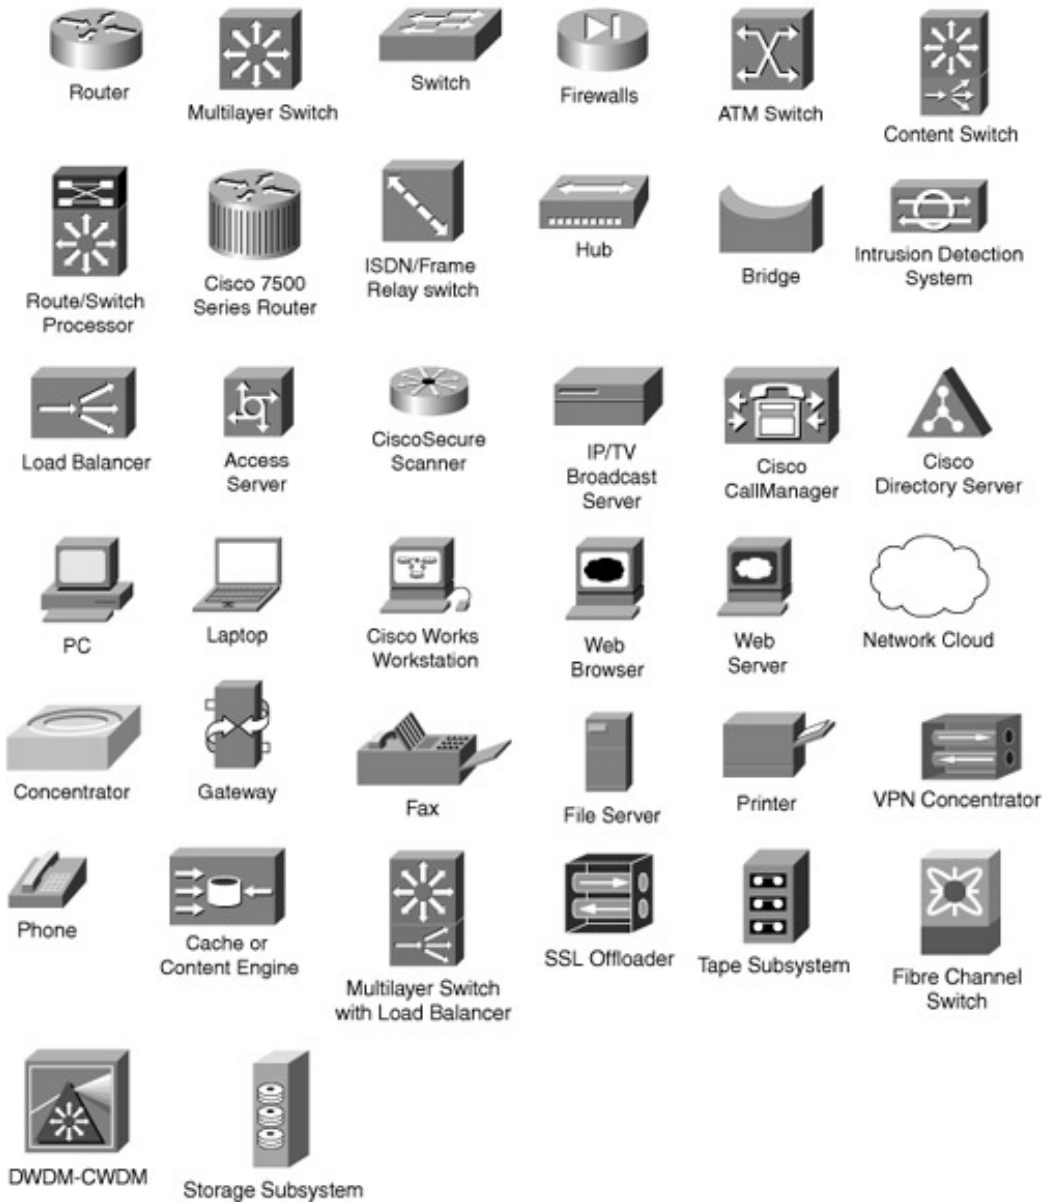 Router
Multilayer Switch
Switch
Firewalls
ATM Switch
Content Switch
Route/Switch
Processor
Cisco 7500
Series Router
ISDN/Frame
Relay switch
Hub
Bridge
Intrusion Detection
System
Load Balancer
Access
Server
CiscoSecure
Scanner
IP/TV
Broadcast
Server
Cisco
CallManager
Cisco
Directory Server
PC
Laptop
Cisco Works
Workstation
Web
Browser
Web
Server
Network Cloud
Concentrator
Gateway
Fax
File Server
Printer
VPN Concentrator
Phone
Cache or
Content Engine
Multilayer Switch
with Load Balancer
SSL Offloader
Tape Subsystem
Fibre Channel
Switch
DWDM-CWDM
Storage Subsystem